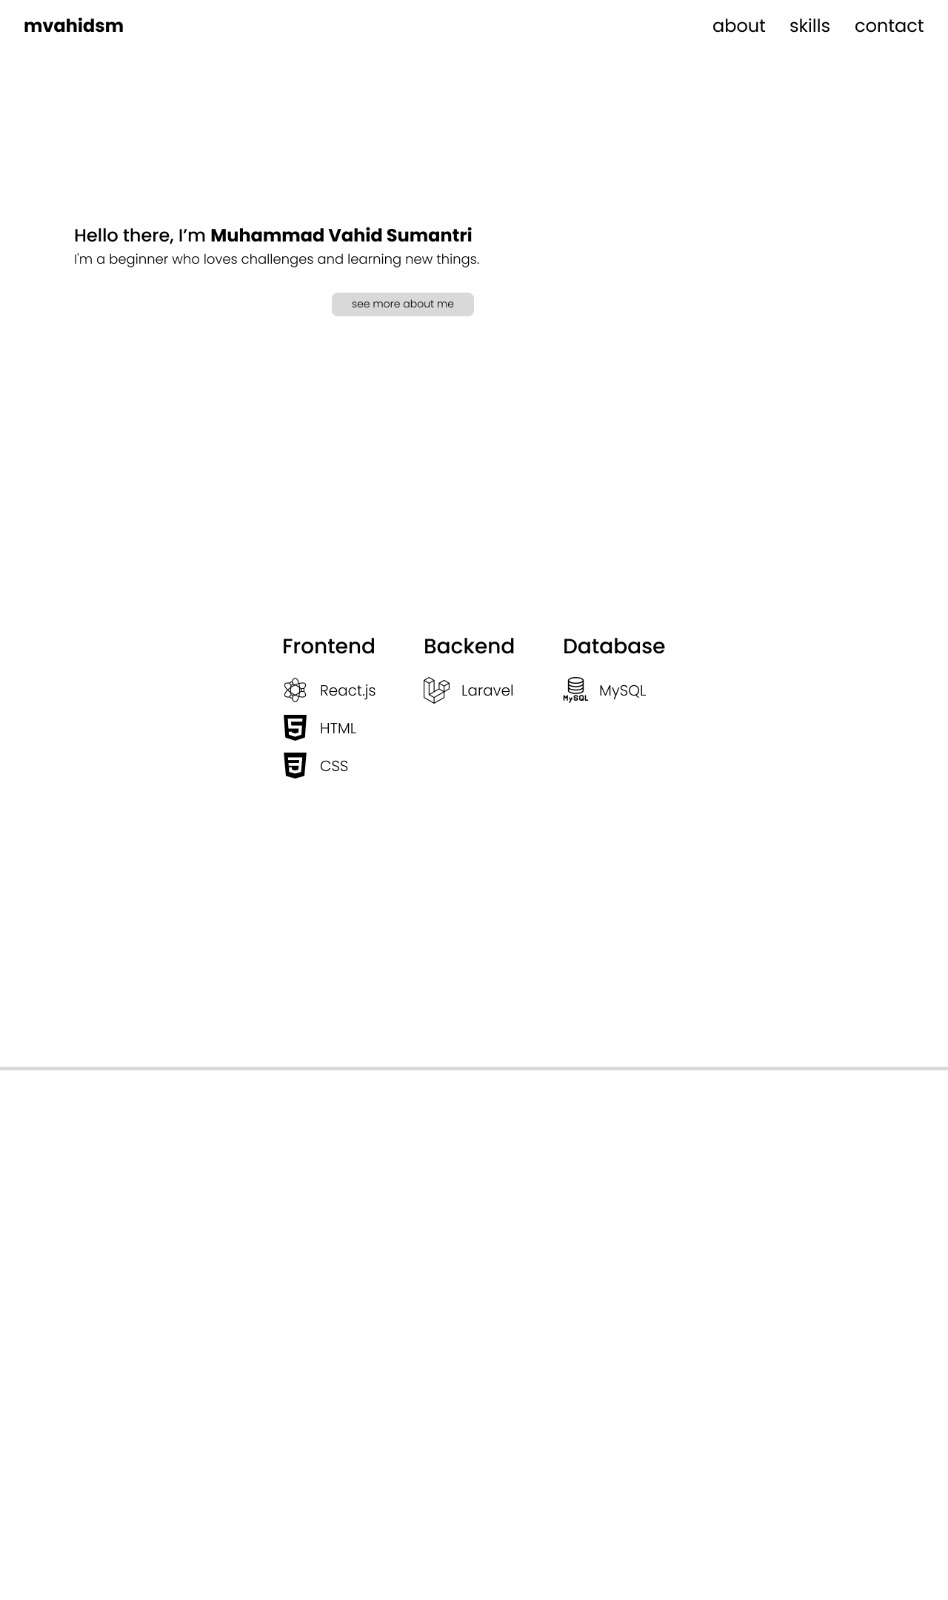 mvahidsm about skills contact
Hello there, I’m Muhammad Vahid Sumantri
I'm a beginner who loves challenges and learning new things.
see more about me
Frontend Backend Database
React.js Laravel MySQL MySQL
HTML
CSS